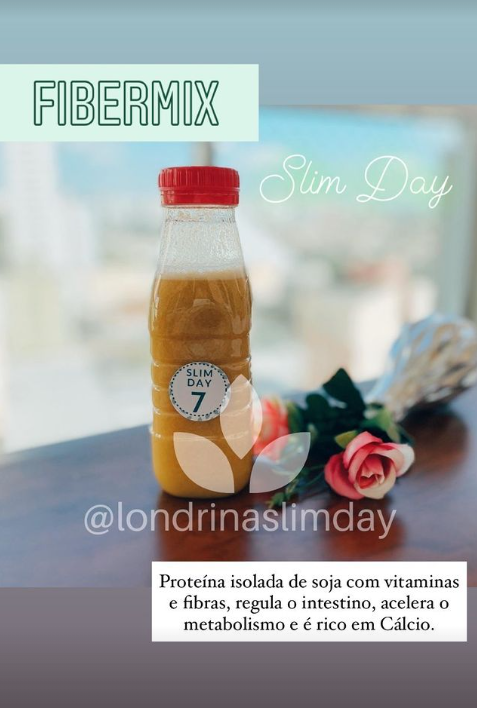 FIBERMIX
Slim Day
SLIM
DAY
7
@londrinaslimday
Proteína isolada de soja com vitaminas
e fibras, regula o intestino, acelera o
metabolismo e é rico em Cálcio.